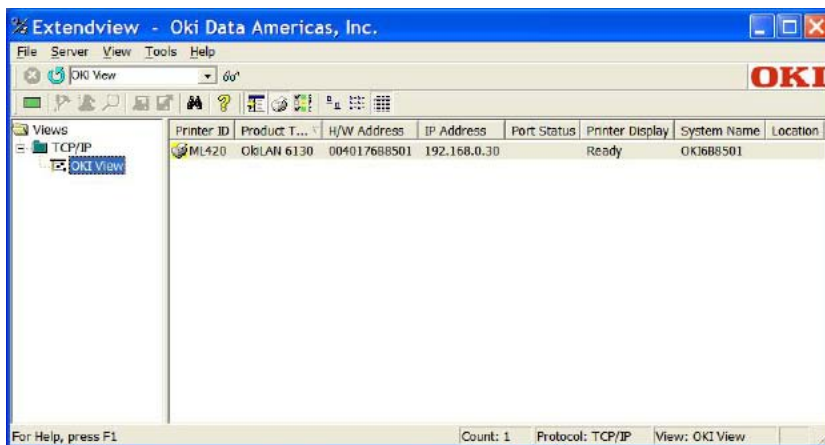 Extendview - Oki Data Americas, Inc.
File Server View Tools Help
OKI View
OKI
Views
TCP/IP
OKI View
Printer ID Product T... H/W Address IP Address Port Status Printer Display System Name Location
ML420 OkiLAN 6130 004017688501 192.168.0.30 Ready OKI688501
For Help, press F1 Count: 1 Protocol: TCP/IP View: OKI View